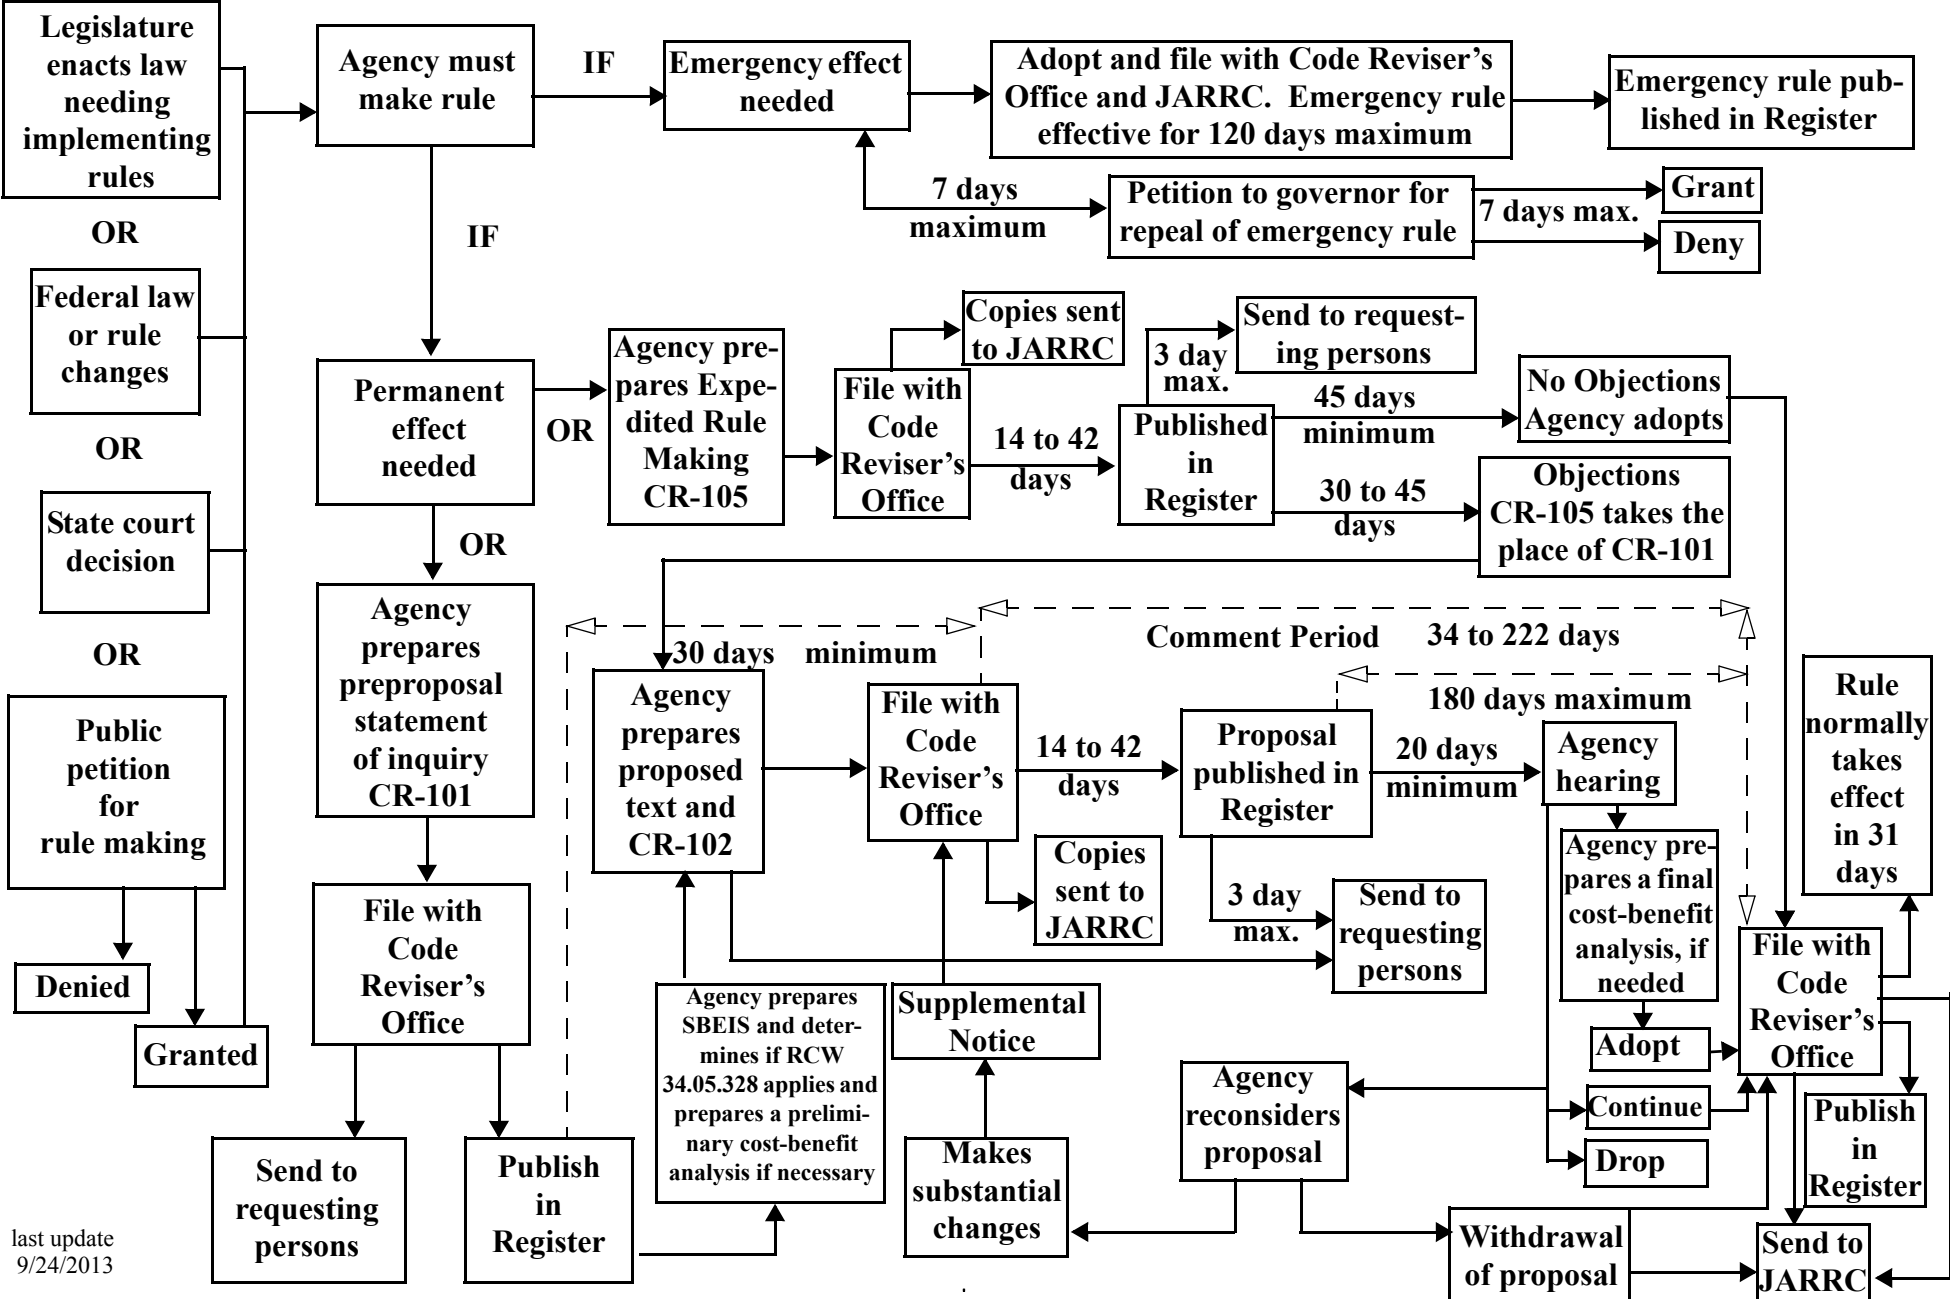 Legislature
enacts law
needing
implementing
rules
OR
Federal law
or rule
changes
OR
State court
decision
OR
Public
petition
for
rule making
Denied
Granted
Agency must
make rule
IF
Emergency effect
needed
Adopt and file with Code Reviser's
Office and JARRC.  Emergency rule
effective for 120 days maximum
Emergency rule pub-
lished in Register
7 days
maximum
Petition to governor for
repeal of emergency rule
7 days max.
Grant
Deny
IF
Permanent
effect
needed
OR
Agency pre-
pares Expe-
dited Rule
Making
CR-105
File with
Code
Reviser's
Office
Copies sent
to JARRC
14 to 42
days
Published
in
Register
3 day
max.
Send to request-
ing persons
45 days
minimum
No Objections
Agency adopts
30 to 45
days
Objections
CR-105 takes the
place of CR-101
OR
Agency
prepares
preproposal
statement
of inquiry
CR-101
File with
Code
Reviser's
Office
Send to
requesting
persons
Publish
in
Register
30 days minimum
Agency prepares
SBEIS and deter-
mines if RCW
34.05.328 applies and
prepares a prelimi-
nary cost-benefit
analysis if necessary
Agency
prepares
proposed
text and
CR-102
File with
Code
Reviser's
Office
Copies
sent to
JARRC
Supplemental
Notice
Makes
substantial
changes
Comment Period 34 to 222 days
180 days maximum
14 to 42
days
Proposal
published in
Register
3 day
max.
Send to
requesting
persons
20 days
minimum
Agency
hearing
Agency pre-
pares a final
cost-benefit
analysis, if
needed
Adopt
Continue
Drop
Agency
reconsiders
proposal
Withdrawal
of proposal
File with
Code
Reviser's
Office
Rule
normally
takes
effect
in 31
days
Publish
in
Register
Send to
JARRC
last update
9/24/2013